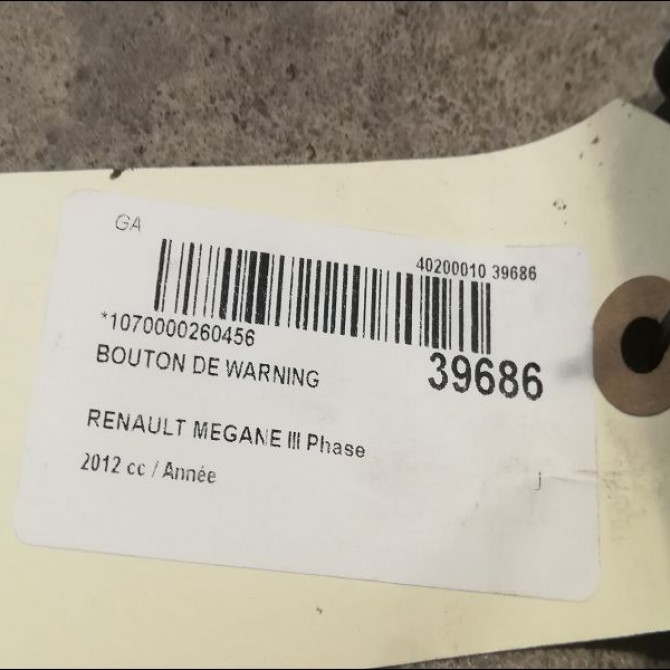 GA
40200010 39686
*1070000260456
39686
BOUTON DE WARNING
RENAULT MEGANE III Phase
2012 cc / Année
j